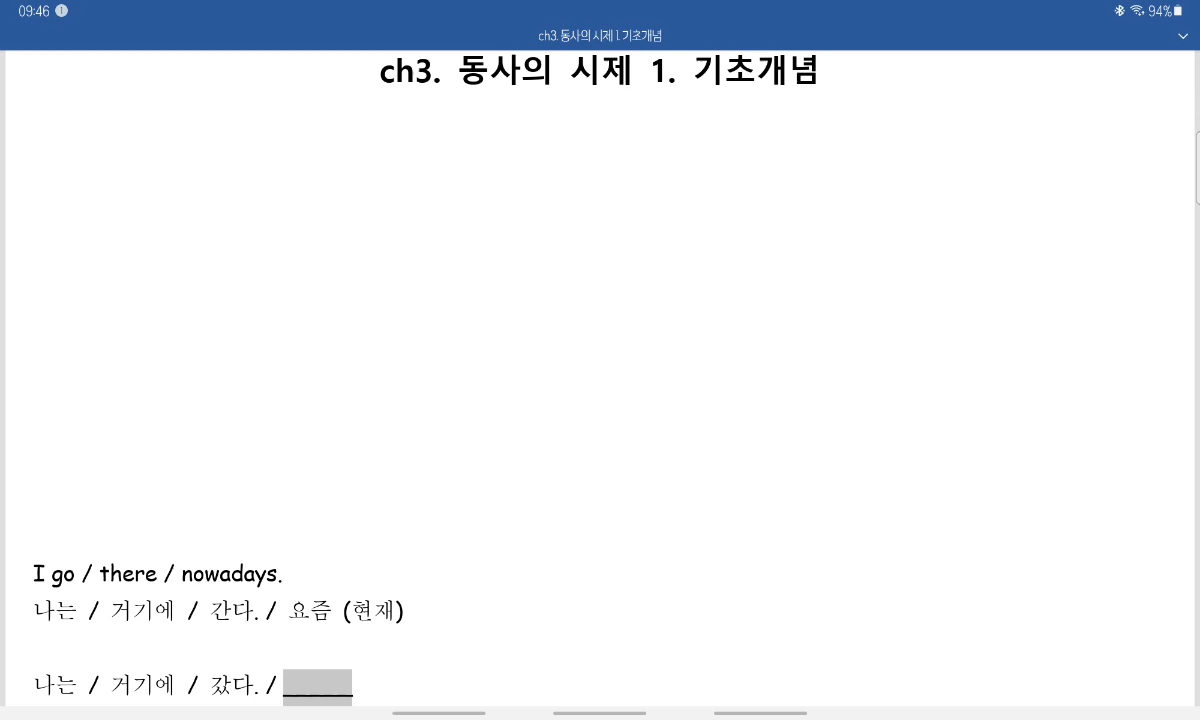 09:46
94%
ch3. 동사의 시제 1. 기초개념
ch3. 동사의 시제 1. 기초개념
I go / there / nowadays.
나는 / 거기에 / 간다. / 요즘 (현재)
나는 / 거기에 / 갔다. / ______